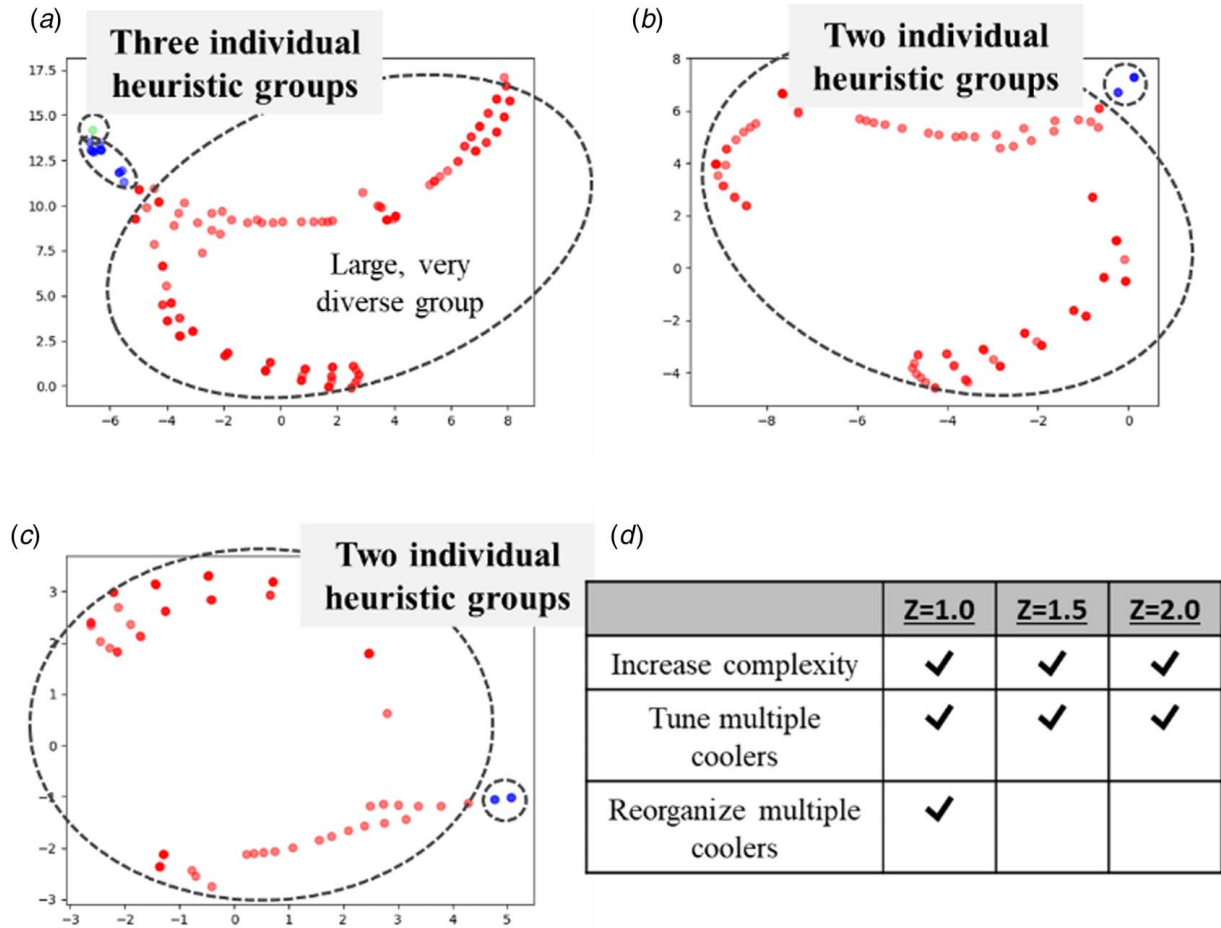 (a)
Three individual
heuristic groups
17.5
15.0
12.5
10.0
7.5
5.0
2.5
0.0
Large, very
diverse group
−6 −4 −2 0 2 4 6 8
(b)
Two individual
heuristic groups
8
6
4
2
0
−2
−4
−8 −6 −4 −2 0
(c)
Two individual
heuristic groups
3
2
1
0
−1
−2
−3
−3 −2 −1 0 1 2 3 4 5
(d)
Z=1.0 Z=1.5 Z=2.0
Increase complexity ✓ ✓ ✓
Tune multiple
coolers ✓ ✓ ✓
Reorganize multiple
coolers ✓